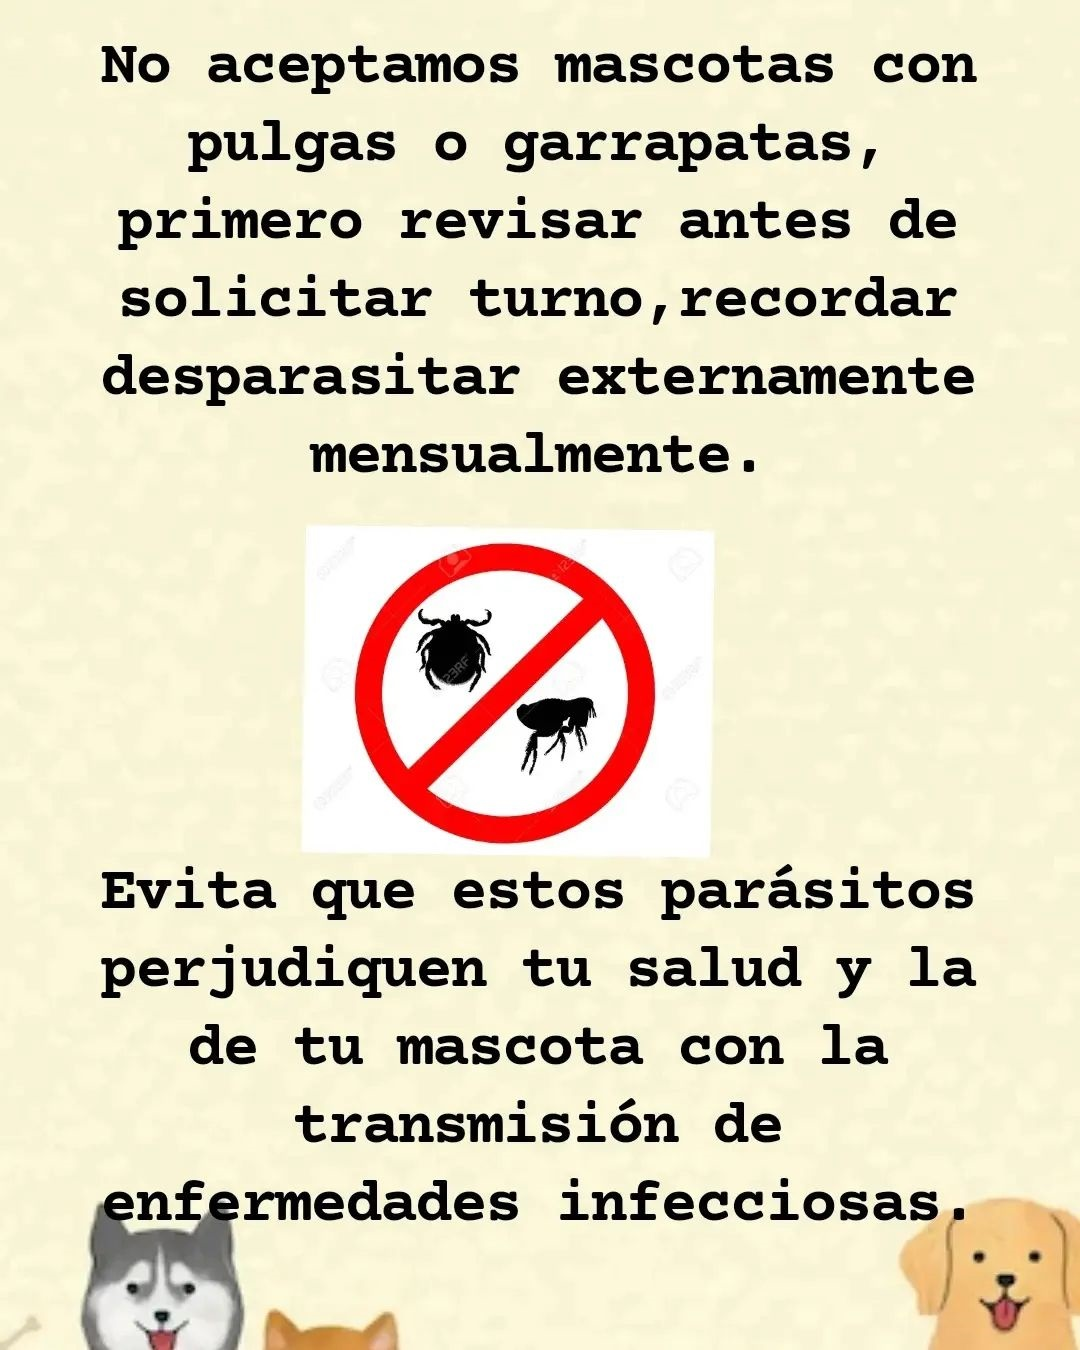 No aceptamos mascotas con
pulgas o garrapatas,
primero revisar antes de
solicitar turno,recordar
desparasitar externamente
mensualmente.
123RF
Evita que estos parásitos
perjudiquen tu salud y la
de tu mascota con la
transmisión de
enfermedades infecciosas.